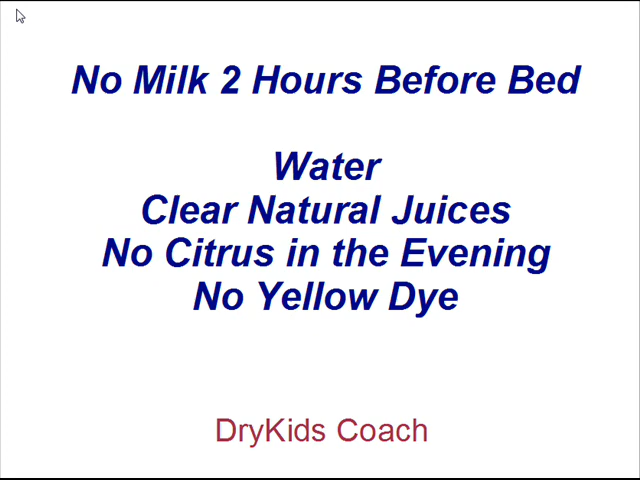 No Milk 2 Hours Before Bed
Water
Clear Natural Juices
No Citrus in the Evening
No Yellow Dye
DryKids Coach